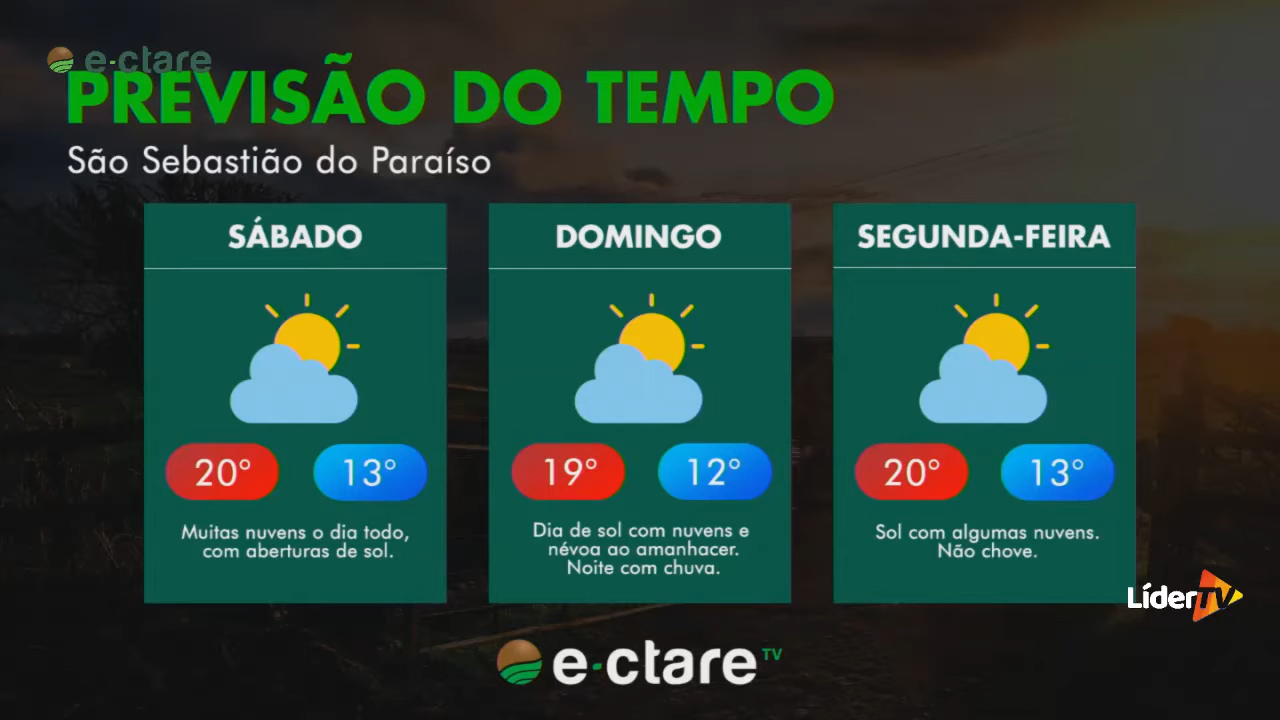 e-ctare
PREVISÃO DO TEMPO
São Sebastião do Paraíso
SÁBADO
20°
13°
Muitas nuvens o dia todo,
com aberturas de sol.
DOMINGO
19°
12°
Dia de sol com nuvens e
névoa ao amanhacer.
Noite com chuva.
SEGUNDA-FEIRA
20°
13°
Sol com algumas nuvens.
Não chove.
LíderTV
e-ctare TV